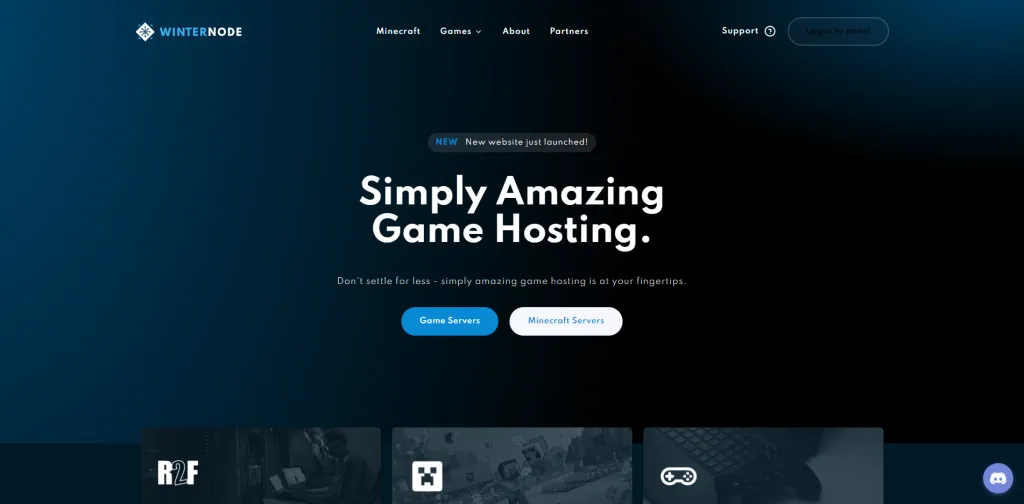 WINTERNODE
Minecraft
Games
About
Partners
Support
Log in to panel
NEW New website just launched!
Simply Amazing
Game Hosting.
Don't settle for less - simply amazing game hosting is at your fingertips.
Game Servers
Minecraft Servers
R2F